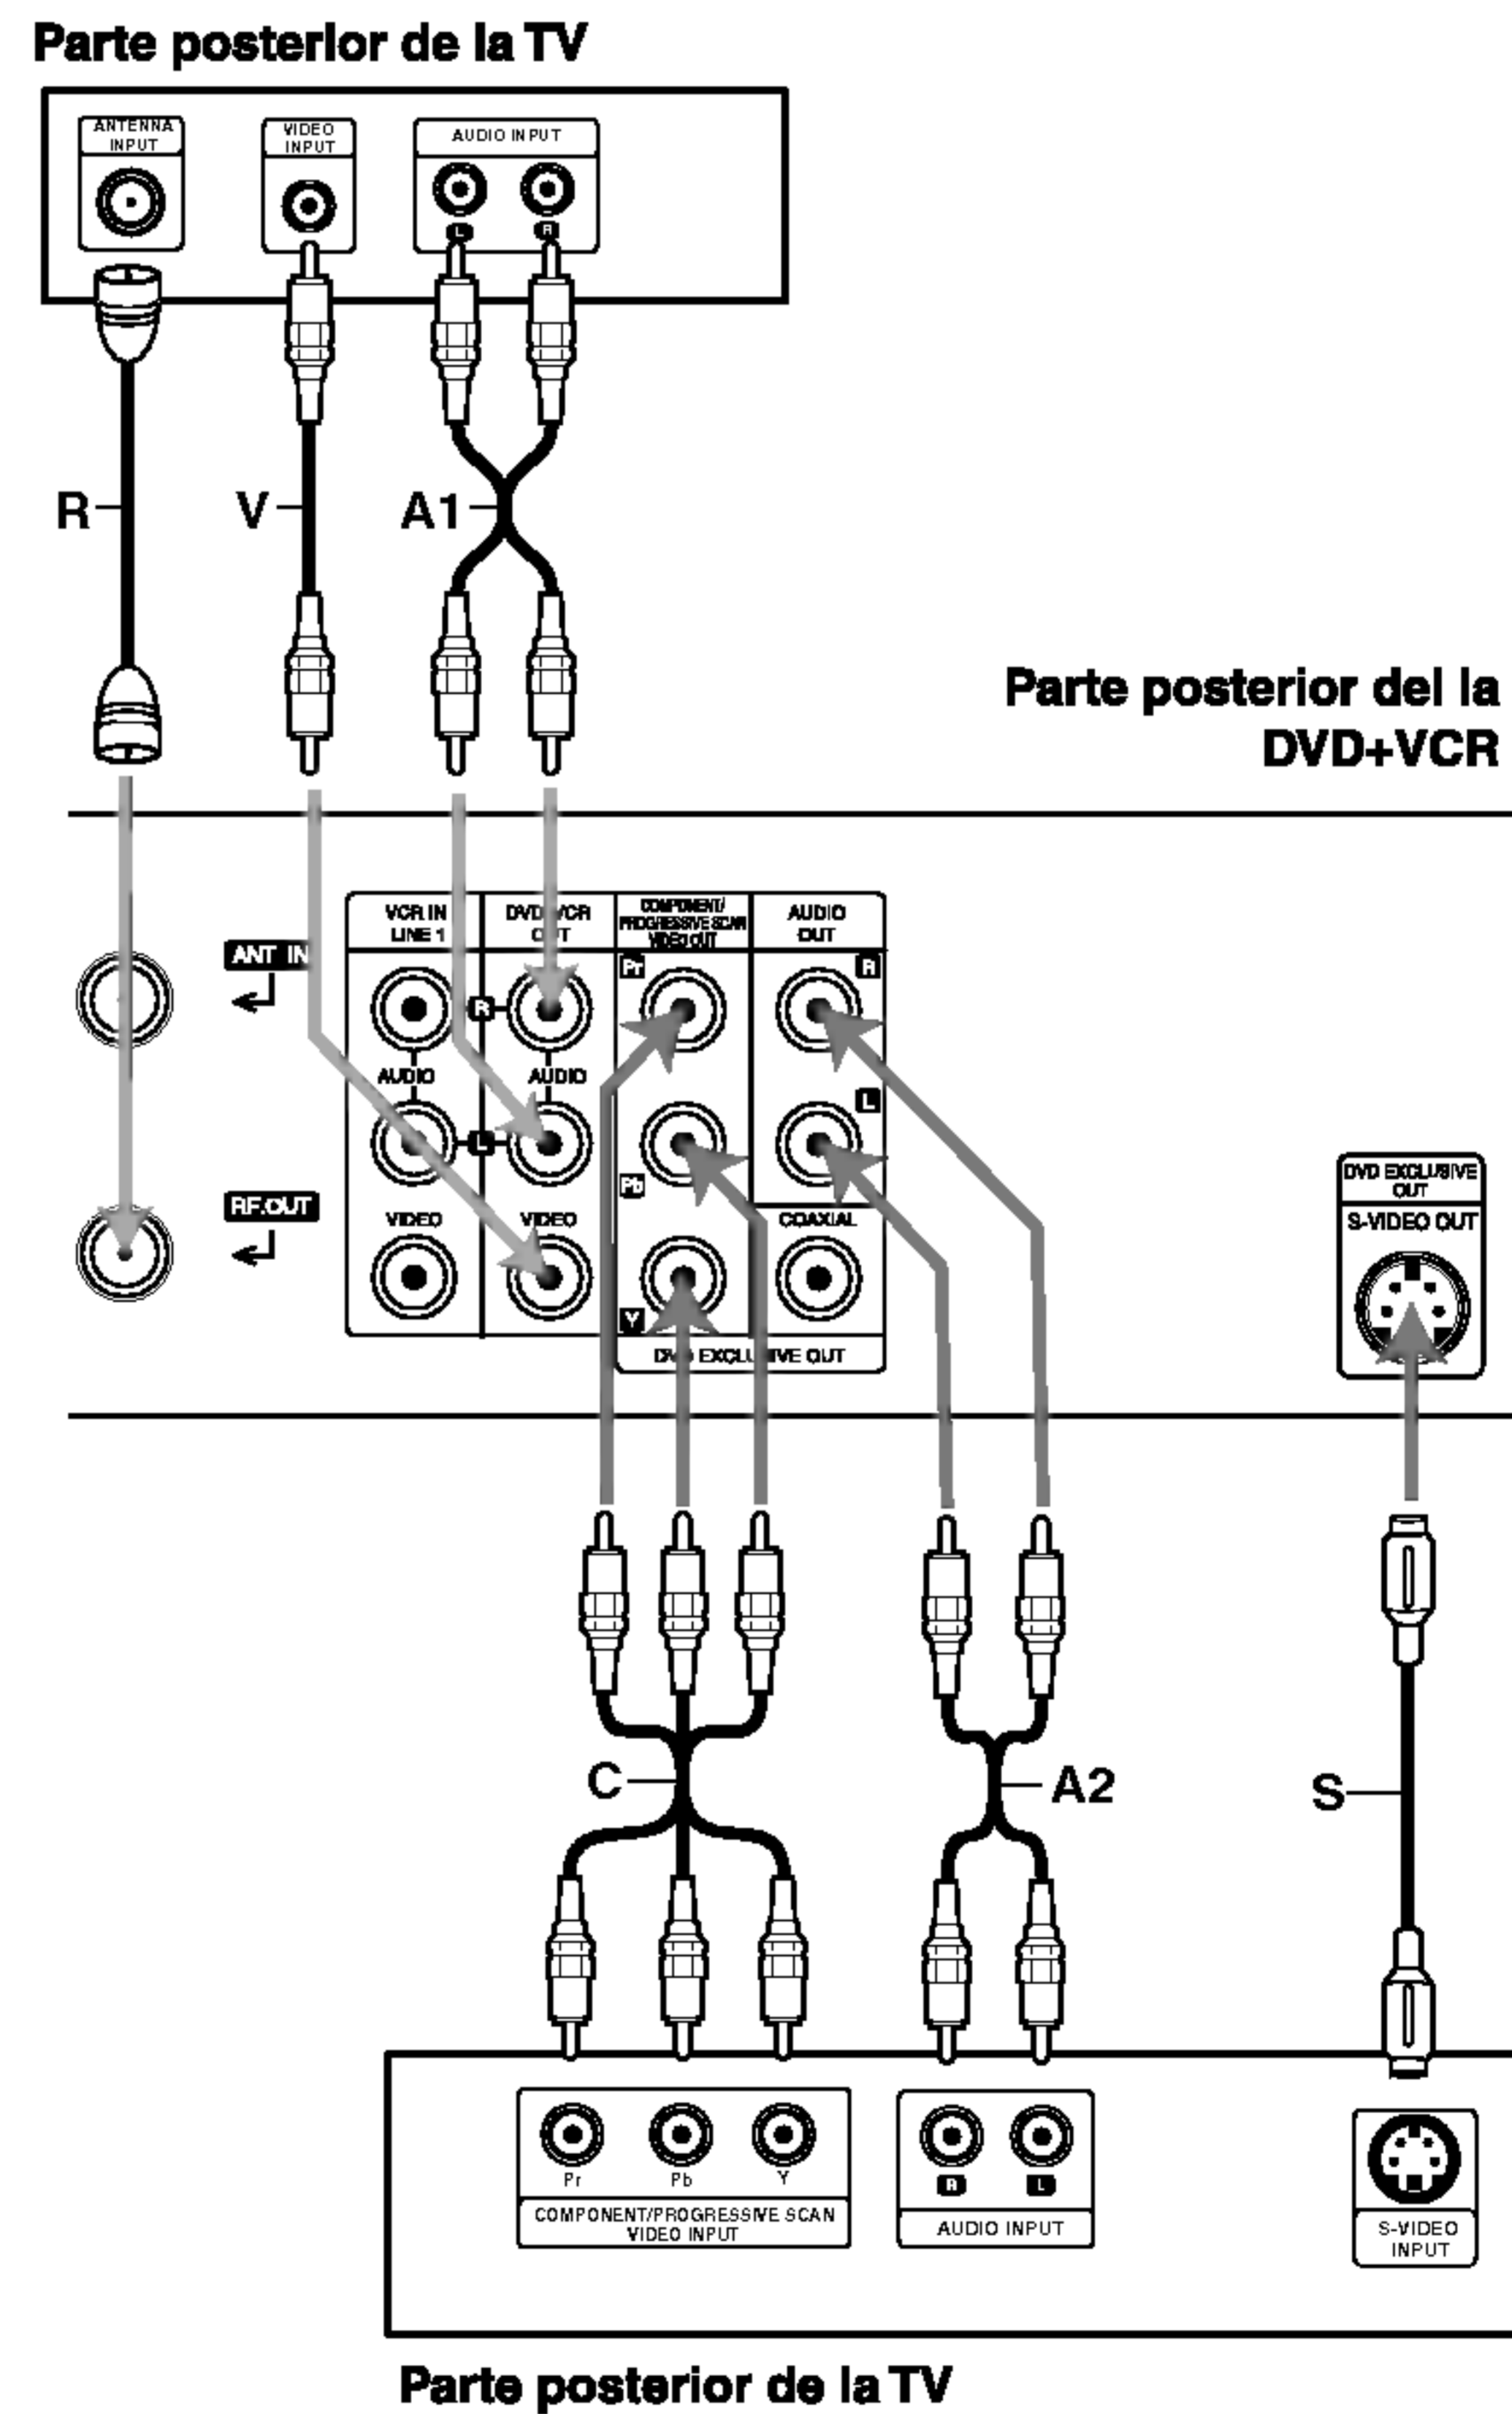 Parte posterior de la TV
ANTENNA
INPUT
VIDEO
INPUT
AUDIO INPUT
L
R
R
V
A1
Parte posterior del la
DVD+VCR
ANT IN
VCR IN
LINE 1
DVD/VCR
OUT
COMPONENT/
PROGRESSIVE SCAN
VIDEO OUT
AUDIO
OUT
Pr
R
R
AUDIO
AUDIO
L
L
Pb
RF.OUT
VIDEO
VIDEO
COAXIAL
Y
DVD EXCLUSIVE OUT
DVD EXCLUSIVE
OUT
S-VIDEO OUT
C
A2
S
Pr
Pb
Y
COMPONENT/PROGRESSIVE SCAN
VIDEO INPUT
R
L
AUDIO INPUT
S-VIDEO
INPUT
Parte posterior de la TV